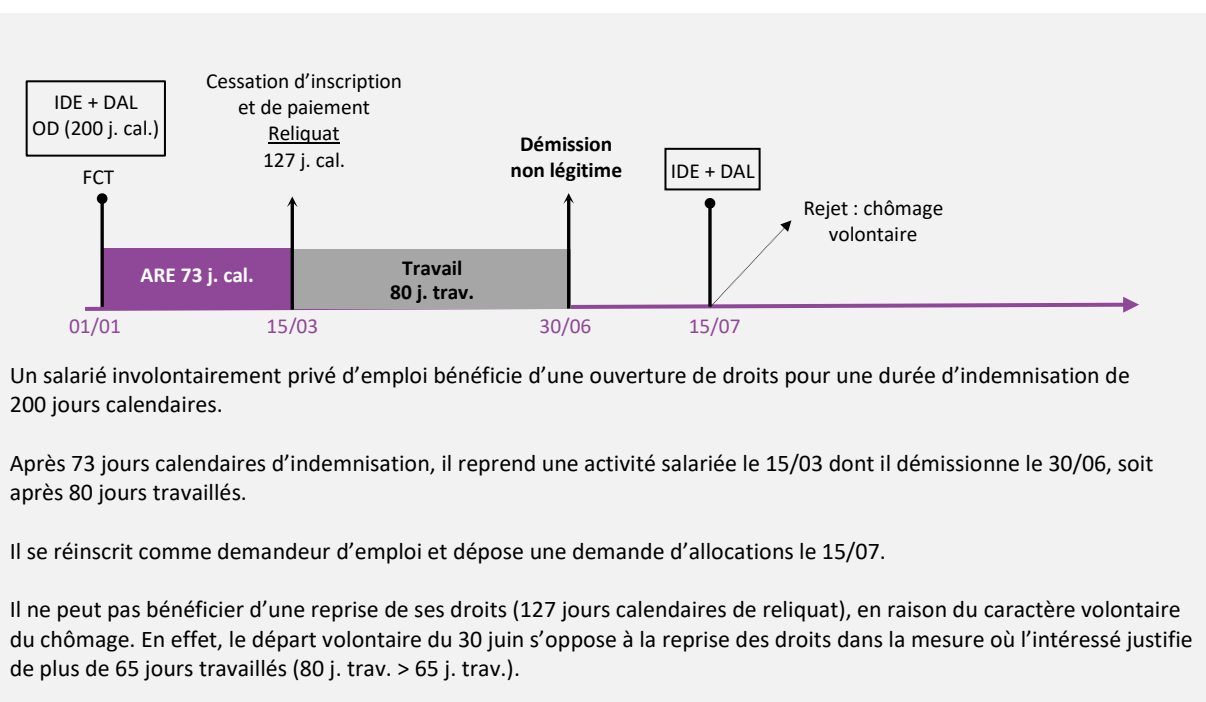 IDE + DAL
OD (200 j. cal.)
FCT
Cessation d’inscription
et de paiement
Reliquat
127 j. cal.
Démission
non légitime
IDE + DAL
Rejet : chômage
volontaire
ARE 73 j. cal.
Travail
80 j. trav.
01/01
15/03
30/06
15/07
Un salarié involontairement privé d’emploi bénéficie d’une ouverture de droits pour une durée d’indemnisation de
200 jours calendaires.
Après 73 jours calendaires d’indemnisation, il reprend une activité salariée le 15/03 dont il démissionne le 30/06, soit
après 80 jours travaillés.
Il se réinscrit comme demandeur d’emploi et dépose une demande d’allocations le 15/07.
Il ne peut pas bénéficier d’une reprise de ses droits (127 jours calendaires de reliquat), en raison du caractère volontaire
du chômage. En effet, le départ volontaire du 30 juin s’oppose à la reprise des droits dans la mesure où l’intéressé justifie
de plus de 65 jours travaillés (80 j. trav. > 65 j. trav.).